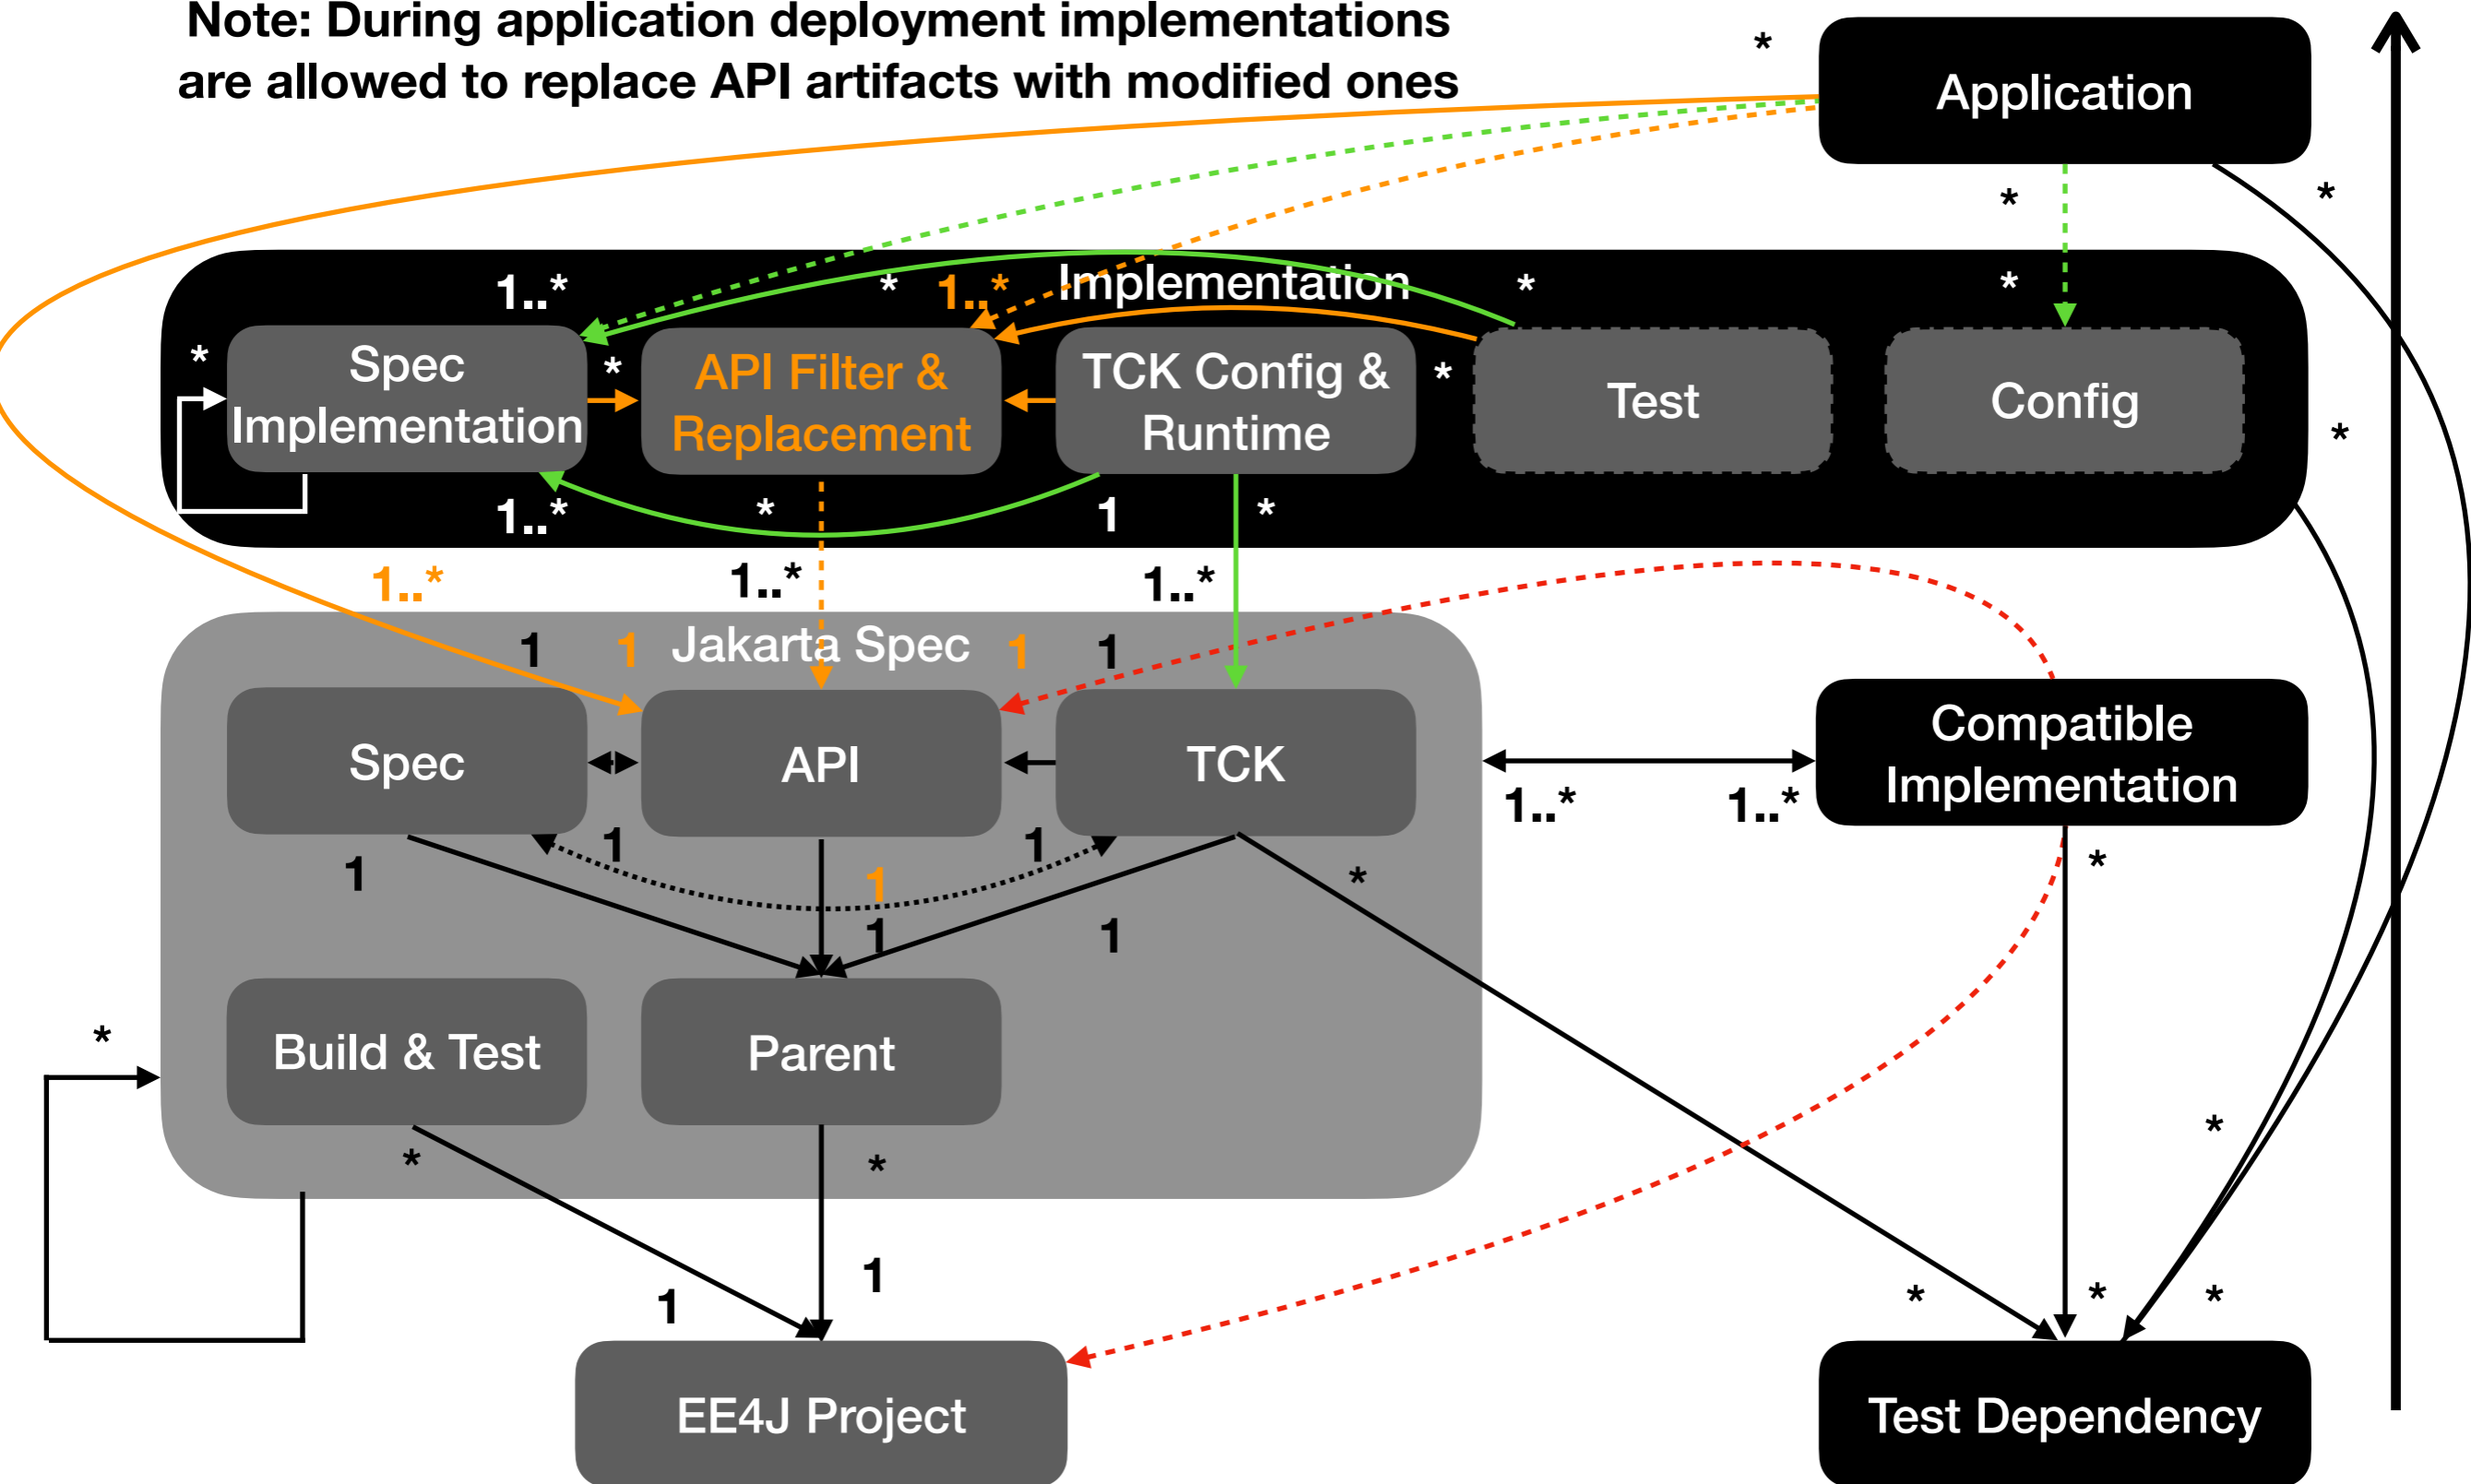 Note: During application deployment implementations
are allowed to replace API artifacts with modified ones
*
Application
*
*
1..*
*
1..*
Implementation
*
*
*
Spec
Implementation
*
API Filter &
Replacement
TCK Config &
Runtime
*
Test
Config
*
1..*
*
1
*
1..*
1..*
1..*
1
1
Jakarta Spec
1
1
Spec
API
TCK
Compatible
Implementation
1..*
1..*
1
1
1
1
*
*
1
1
Build & Test
Parent
*
*
*
*
1
1
*
*
*
EE4J Project
Test Dependency